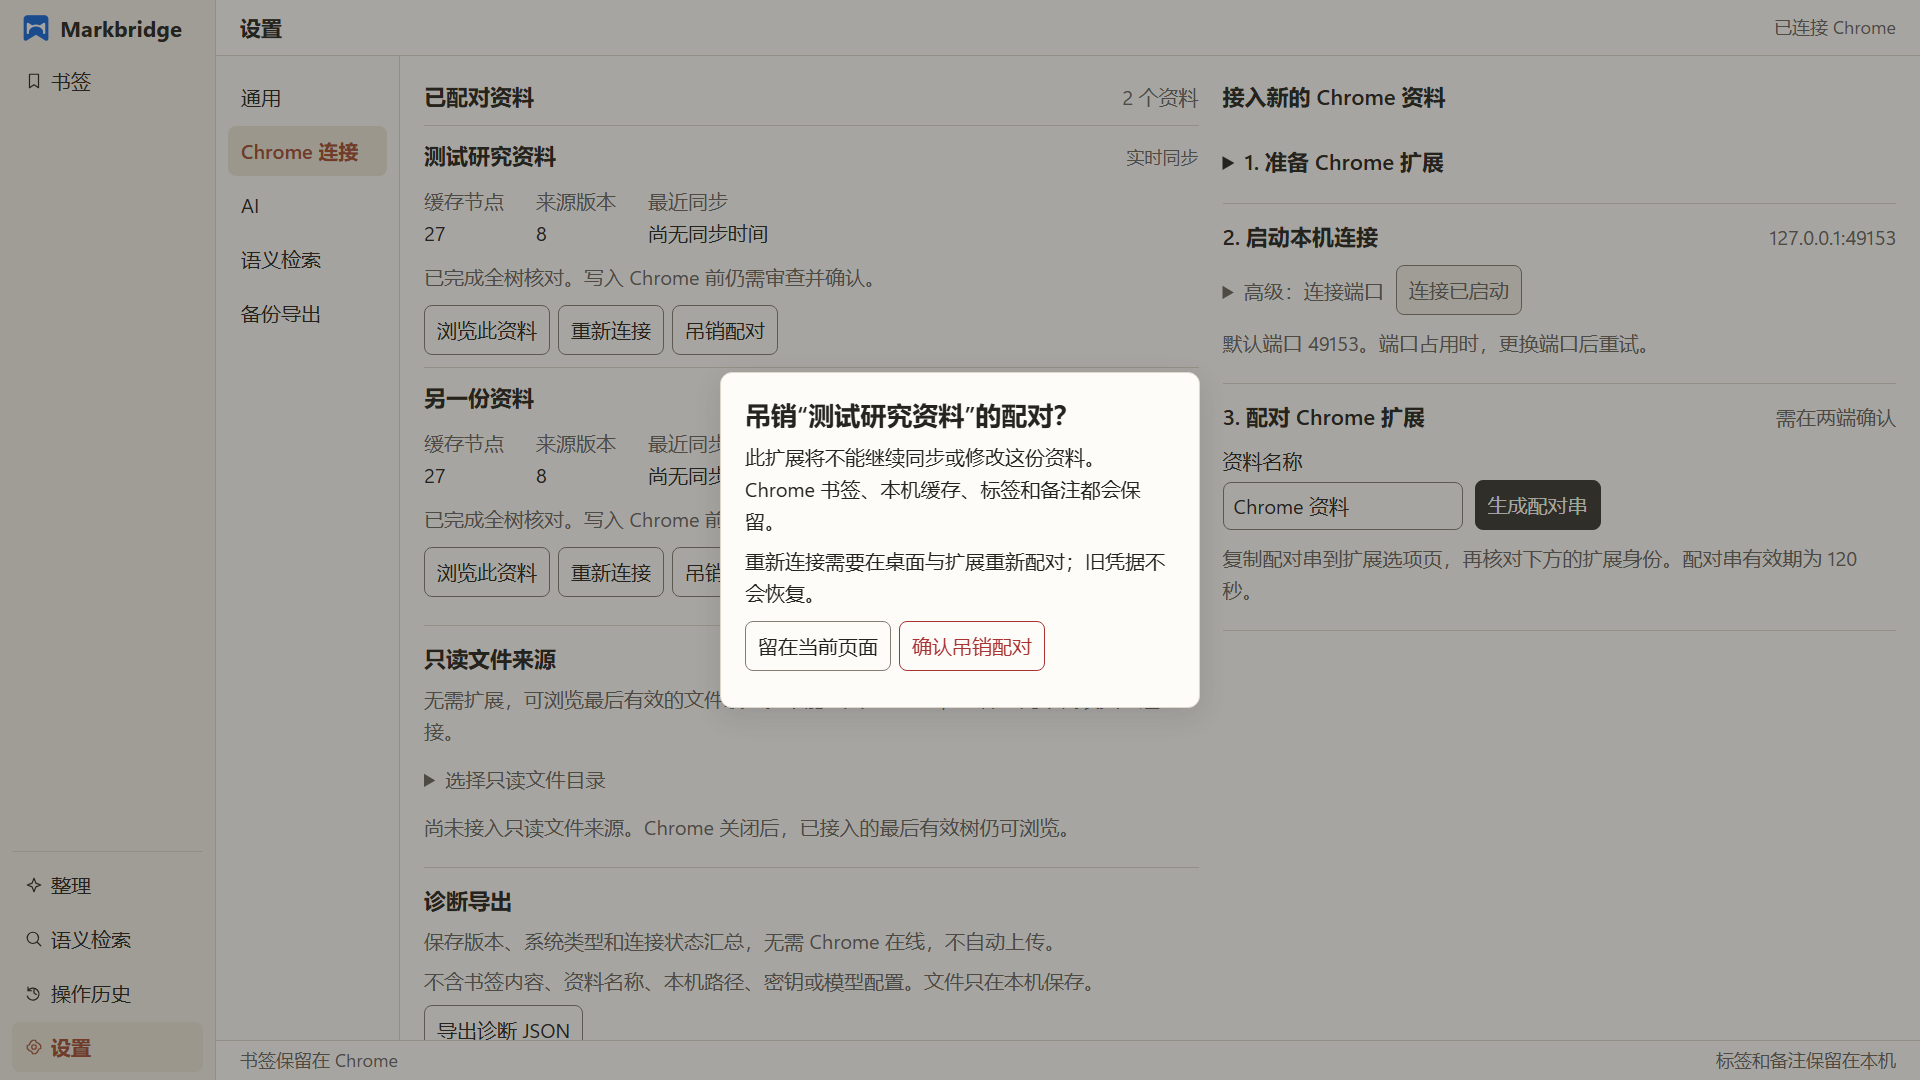 Markbridge
书签
整理
语义检索
操作历史
设置
设置
已连接 Chrome
通用
Chrome 连接
AI
语义检索
备份导出
已配对资料
2 个资料
测试研究资料
实时同步
缓存节点 来源版本 最近同步
27 8 尚无同步时间
已完成全树核对。写入 Chrome 前仍需审查并确认。
浏览此资料 重新连接 吊销配对
另一份资料
缓存节点 来源版本 最近同步
27 8 尚无同步
已完成全树核对。写入 Chrome 前
浏览此资料 重新连接 吊销
只读文件来源
无需扩展，可浏览最后有效的文件
接。
选择只读文件目录
尚未接入只读文件来源。Chrome 关闭后，已接入的最后有效树仍可浏览。
诊断导出
保存版本、系统类型和连接状态汇总，无需 Chrome 在线，不自动上传。
不含书签内容、资料名称、本机路径、密钥或模型配置。文件只在本机保存。
导出诊断 JSON
吊销“测试研究资料”的配对？
此扩展将不能继续同步或修改这份资料。
Chrome 书签、本机缓存、标签和备注都会保
留。
重新连接需要在桌面与扩展重新配对；旧凭据不
会恢复。
留在当前页面 确认吊销配对
接入新的 Chrome 资料
1. 准备 Chrome 扩展
2. 启动本机连接
127.0.0.1:49153
高级：连接端口 连接已启动
默认端口 49153。端口占用时，更换端口后重试。
3. 配对 Chrome 扩展
需在两端确认
资料名称
Chrome 资料 生成配对串
复制配对串到扩展选项页，再核对下方的扩展身份。配对串有效期为 120
秒。
书签保留在 Chrome
标签和备注保留在本机